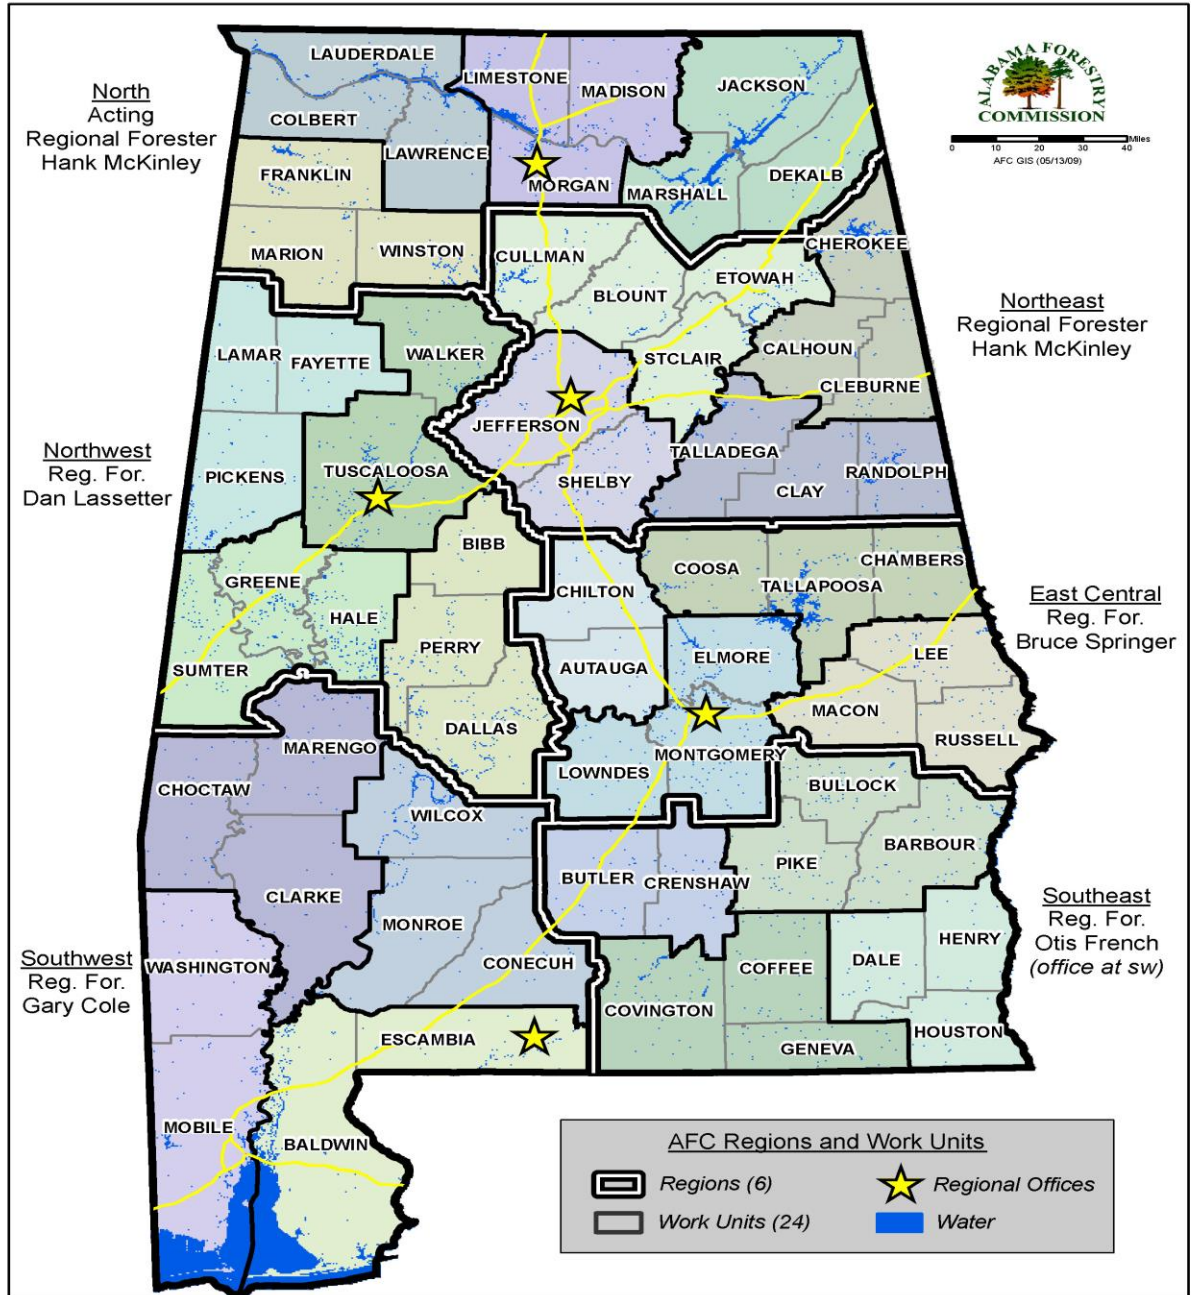 LAUDERDALE
LIMESTONE
MADISON
JACKSON
ALABAMA FORESTRY
COMMISSION
0 10 20 30 40 Miles
AFC GIS (05/13/09)
North
Acting
Regional Forester
Hank McKinley
COLBERT
LAWRENCE
FRANKLIN
MORGAN
MARSHALL
DEKALB
MARION
WINSTON
CULLMAN
CHEROKEE
ETOWAH
BLOUNT
Northeast
Regional Forester
Hank McKinley
LAMAR
FAYETTE
WALKER
STCLAIR
CALHOUN
CLEBURNE
JEFFERSON
Northwest
Reg. For.
Dan Lassetter
PICKENS
TUSCALOOSA
SHELBY
TALLADEGA
CLAY
RANDOLPH
BIBB
GREENE
HALE
CHILTON
COOSA
TALLAPOOSA
CHAMBERS
East Central
Reg. For.
Bruce Springer
SUMTER
PERRY
AUTAUGA
ELMORE
LEE
MACON
DALLAS
MARENGO
LOWNDES
MONTGOMERY
RUSSELL
CHOCTAW
WILCOX
BULLOCK
BARBOUR
PIKE
BUTLER
CRENSHAW
CLARKE
MONROE
Southeast
Reg. For.
Otis French
(office at sw)
HENRY
Southwest
Reg. For.
Gary Cole
WASHINGTON
CONECUH
COFFEE
DALE
COVINGTON
HOUSTON
ESCAMBIA
GENEVA
MOBILE
BALDWIN
AFC Regions and Work Units
Regions (6)
Regional Offices
Work Units (24)
Water